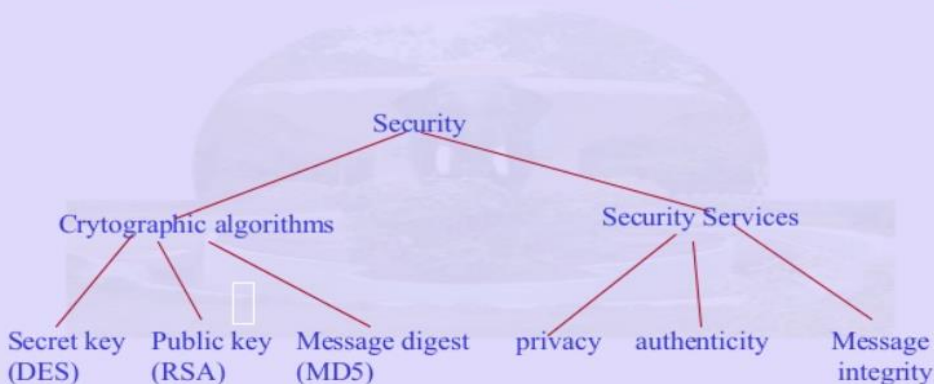 Security
Crytographic algorithms
Security Services
Secret key
(DES)
Public key
(RSA)
Message digest
(MD5)
privacy
authenticity
Message
integrity